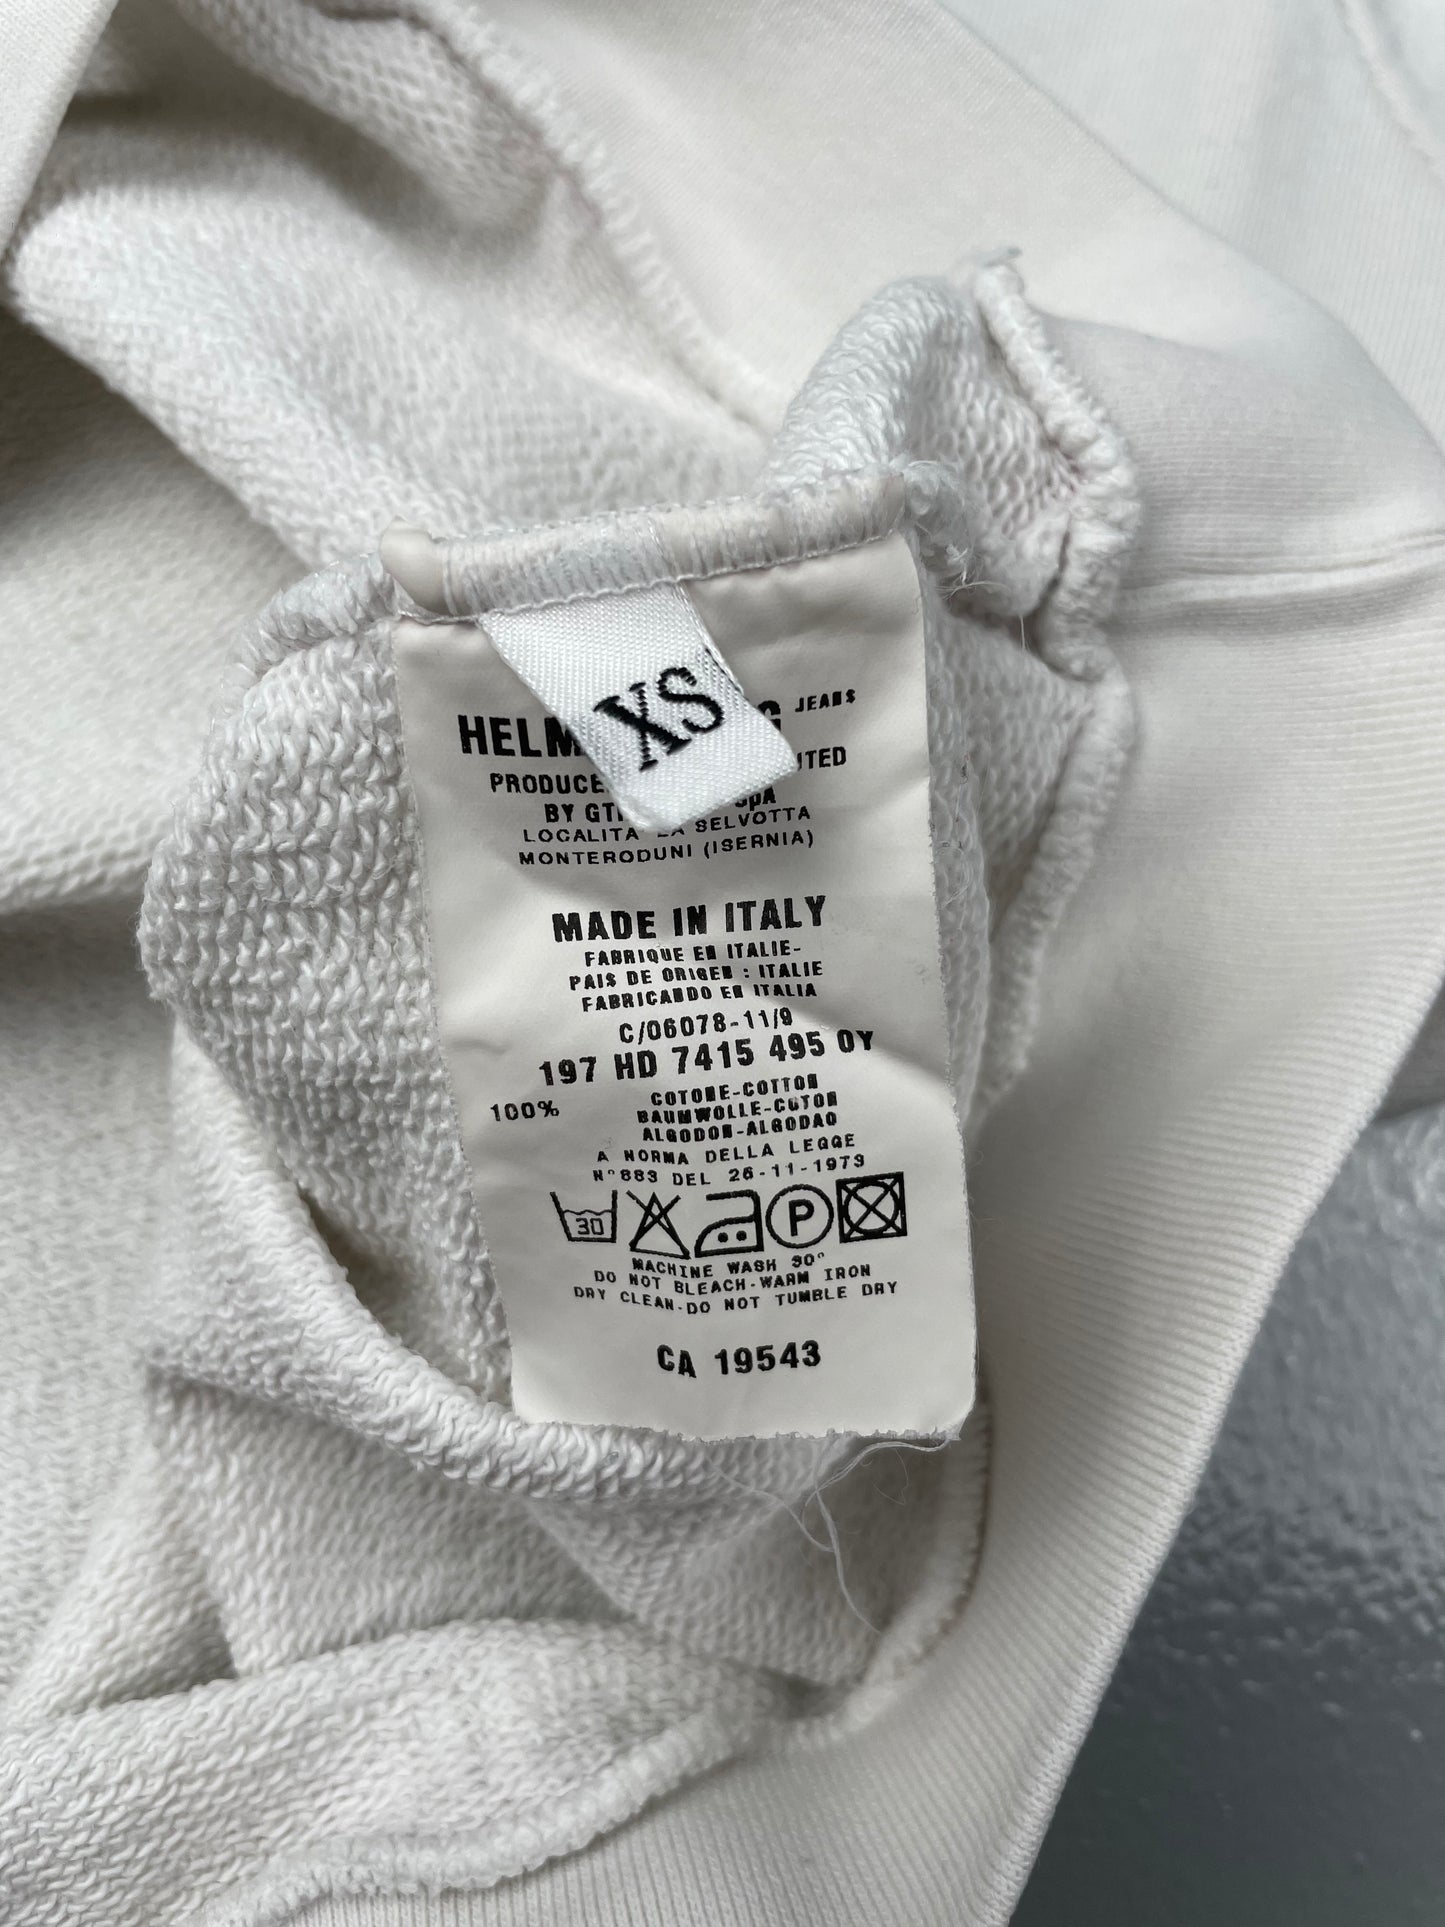 XS
HELM G JEANS
PRODUCE ITED
BY GTI SpA
LOCALITA LA SELVOTTA
MONTERODUNI (ISERNIA)
MADE IN ITALY
FABRIQUE EN ITALIE-
PAIS DE ORIGEN : ITALIE
FABRICANDO EN ITALIA
C/06078-11/9
197 HD 7415 495 0Y
COTONE-COTTON
100% BAUMWOLLE-COTON
ALGODON-ALGODAO
A NORMA DELLA LEGGE
N°883 DEL 26-11-1973
30 P
MACHINE WASH 30°
DO NOT BLEACH-WARM IRON
DRY CLEAN-DO NOT TUMBLE DRY
CA 19543